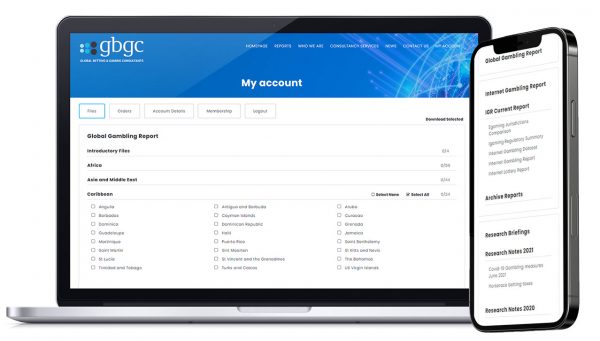 gbgc
GLOBAL BETTING & GAMING CONSULTANTS
HOMEPAGE REPORTS WHO WE ARE CONSULTANCY SERVICES NEWS CONTACT US MY ACCOUNT
My account
Files Orders Account Details Membership Logout
Download Selected
Global Gambling Report
Introductory Files 0/4
Africa
Asia and Middle East 0/44
Caribbean Select None Select All 0/24
Anguilla Antigua and Barbuda Aruba
Barbados Cayman Islands Curacao
Dominica Dominican Republic Grenada
Guadeloupe Haiti Jamaica
Martinique Puerto Rico Saint Barthelemy
Saint Martin Sint Maarten St Kitts and Nevis
St Lucia St Vincent and the Grenadines The Bahamas
Trinidad and Tobago Turks and Caicos US Virgin Islands
Global Gambling Report
Internet Gambling Report
IGR Current Report
Igaming Jurisdictions
Comparison
Igaming Regulatory Summary
Internet Gambling Dataset
Internet Gambling Report
Internet Lottery Report
Archive Reports
Research Briefings
Research Notes 2021
Covid-19 Gambling measures
June 2021
Horserace Betting taxes
Research Notes 2020